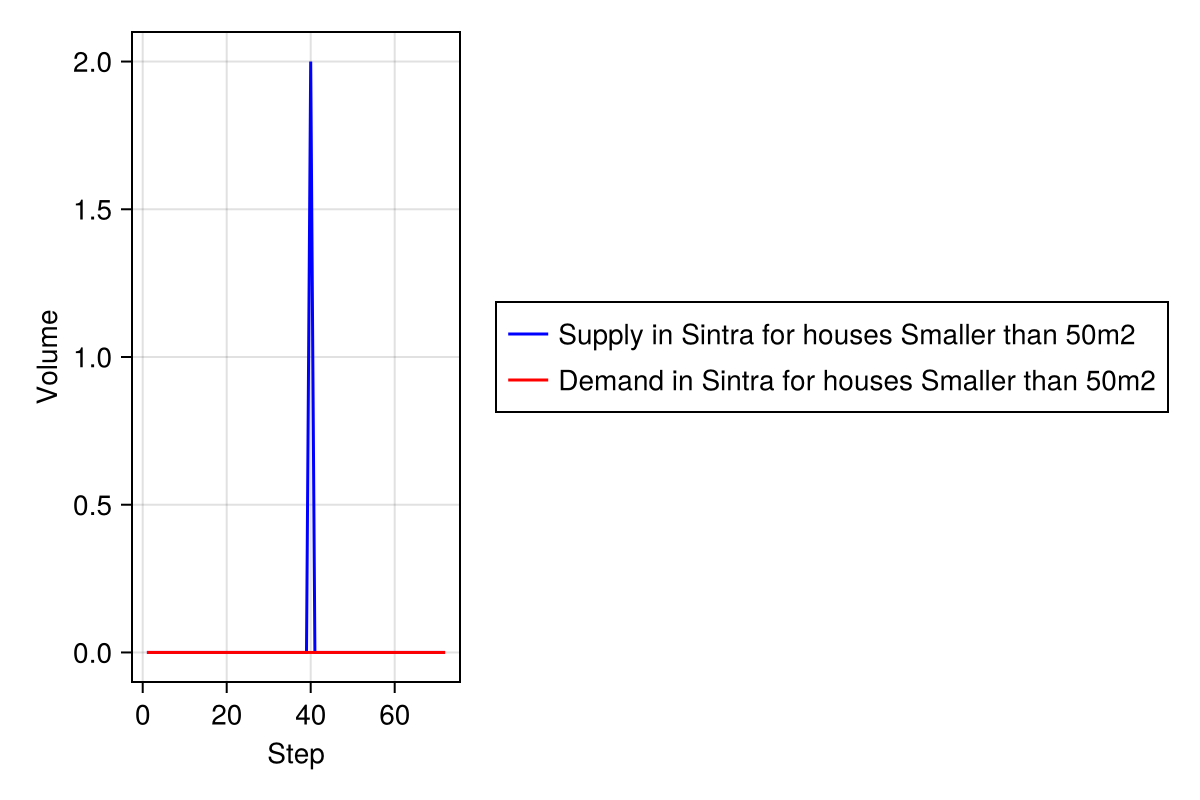 2.0
1.5
1.0
0.5
0.0
Volume
0 20 40 60
Step
Supply in Sintra for houses Smaller than 50m2
Demand in Sintra for houses Smaller than 50m2